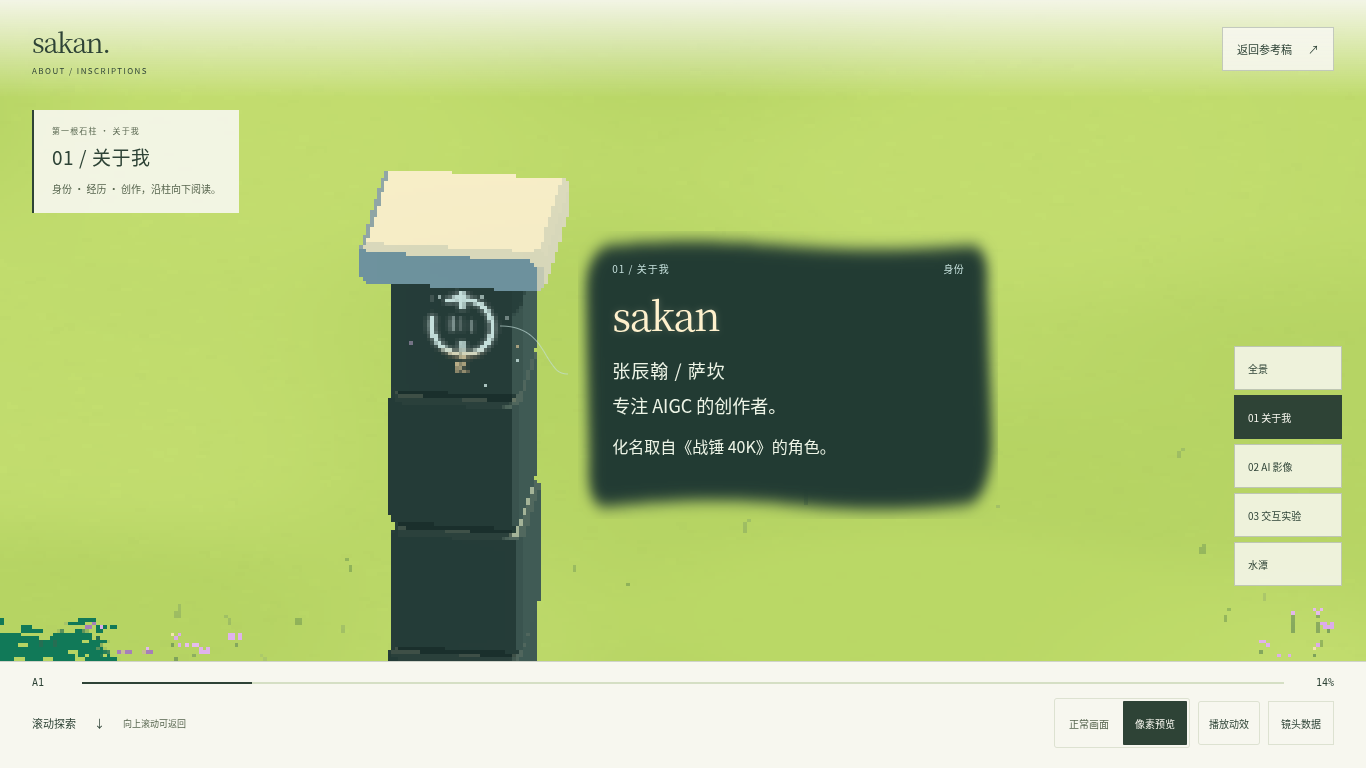 sakan.
ABOUT / INSCRIPTIONS
返回参考稿 ↗
第一根石柱 · 关于我
01 / 关于我
身份 · 经历 · 创作，沿柱向下阅读。
01 / 关于我
身份
sakan
张辰翰 / 萨坎
专注 AIGC 的创作者。
化名取自《战锤 40K》的角色。
全景
01 关于我
02 AI 影像
03 交互实验
水潭
A1
14%
滚动探索 ↓ 向上滚动可返回
正常画面
像素预览
播放动效
镜头数据